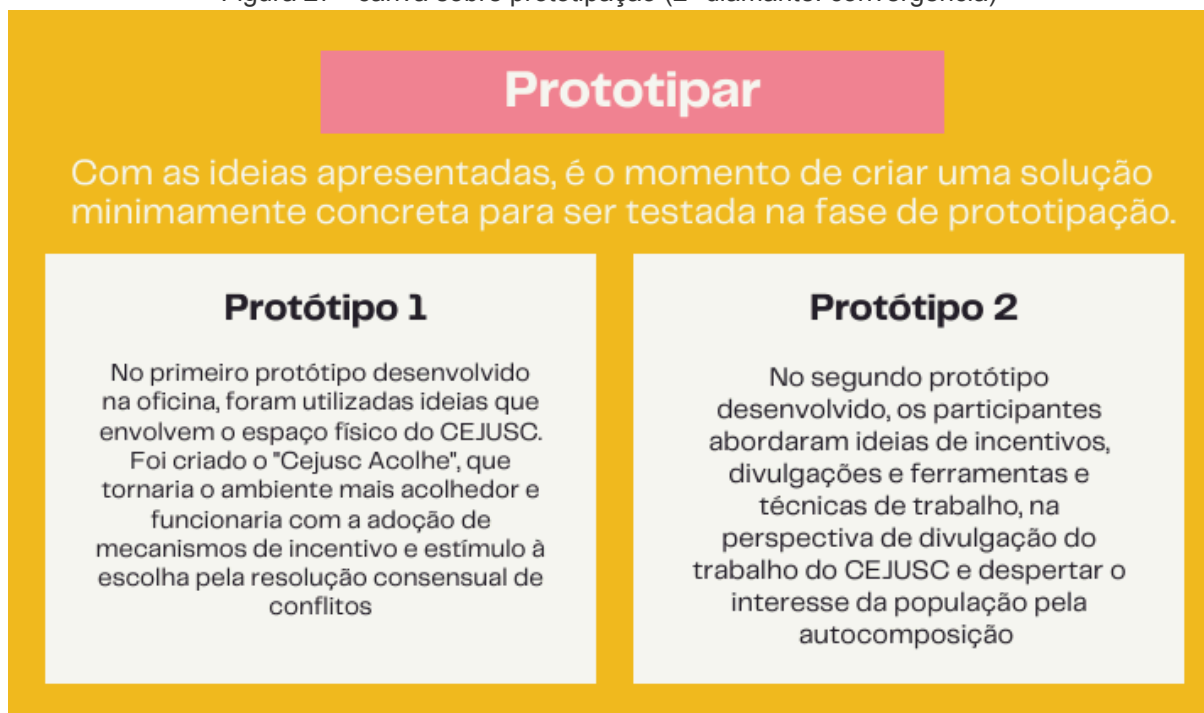 Prototipar
Com as ideias apresentadas, é o momento de criar uma solução
minimamente concreta para ser testada na fase de prototipação.
Protótipo 1
No primeiro protótipo desenvolvido
na oficina, foram utilizadas ideias que
envolvem o espaço físico do CEJUSC.
Foi criado o "Cejusc Acolhe", que
tornaria o ambiente mais acolhedor e
funcionaria com a adoção de
mecanismos de incentivo e estímulo à
escolha pela resolução consensual de
conflitos
Protótipo 2
No segundo protótipo
desenvolvido, os participantes
abordaram ideias de incentivos,
divulgações e ferramentas e
técnicas de trabalho, na
perspectiva de divulgação do
trabalho do CEJUSC e despertar o
interesse da população pela
autocomposição